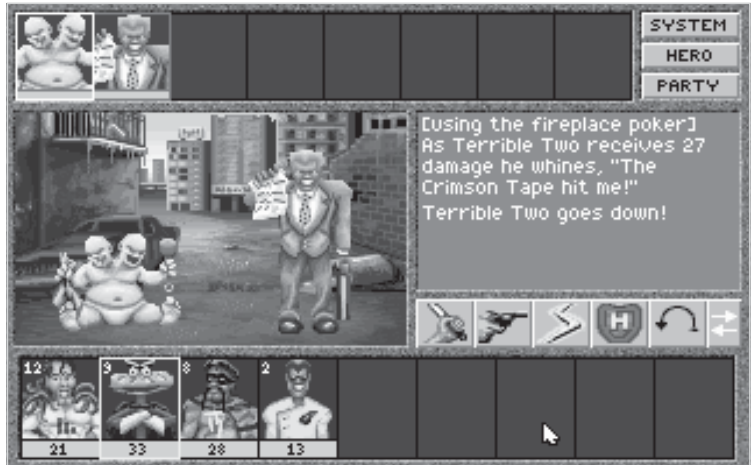 SYSTEM
HERO
PARTY
[using the fireplace poker]
As Terrible Two receives 27
damage he whines, "The
Crimson Tape hit me!"
Terrible Two goes down!
H
12 9 8 2
21 33 28 13